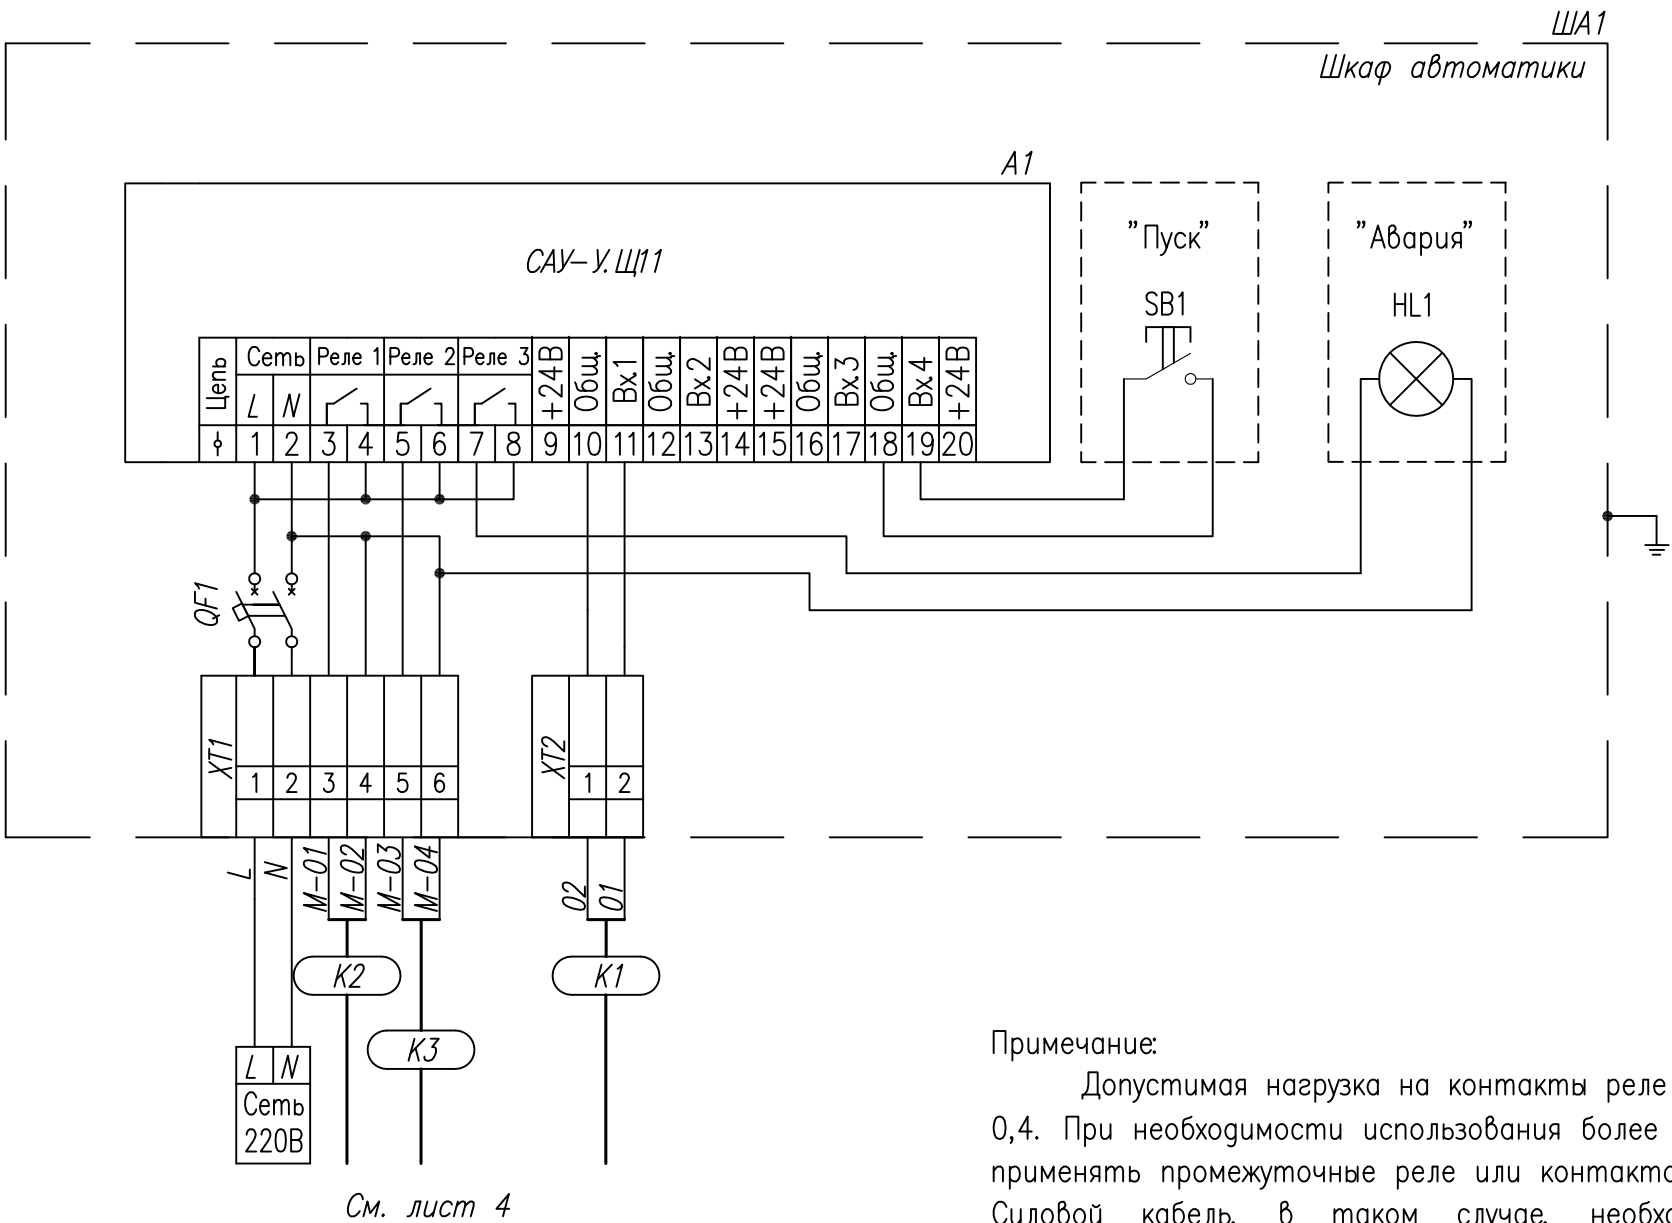 ША1
Шкаф автоматики
А1
САУ-У.Щ11
"Пуск"
"Авария"
SB1
HL1
Цепь
Сеть Реле 1 Реле 2 Реле 3
L N
+24В Общ. Вх.1 Общ. Вх.2 +24В +24В Общ. Вх.3 Общ. Вх.4 +24В
1 2 3 4 5 6 7 8 9 10 11 12 13 14 15 16 17 18 19 20
QF1
XT1
1 2 3 4 5 6
XT2
1 2
L N М-01 М-02 М-03 М-04
02 01
К2
К1
К3
L N
Сеть
220В
См. лист 4
Примечание:
Допустимая нагрузка на контакты реле
0,4. При необходимости использования более
применять промежуточные реле или
Силовой кабель, в таком случае,